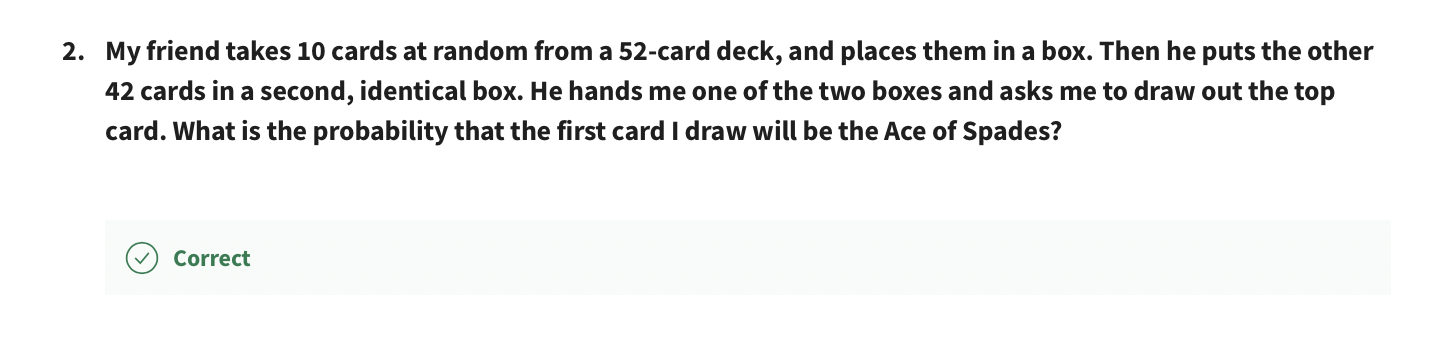 2. My friend takes 10 cards at random from a 52-card deck, and places them in a box. Then he puts the other
42 cards in a second, identical box. He hands me one of the two boxes and asks me to draw out the top
card. What is the probability that the first card I draw will be the Ace of Spades?
Correct